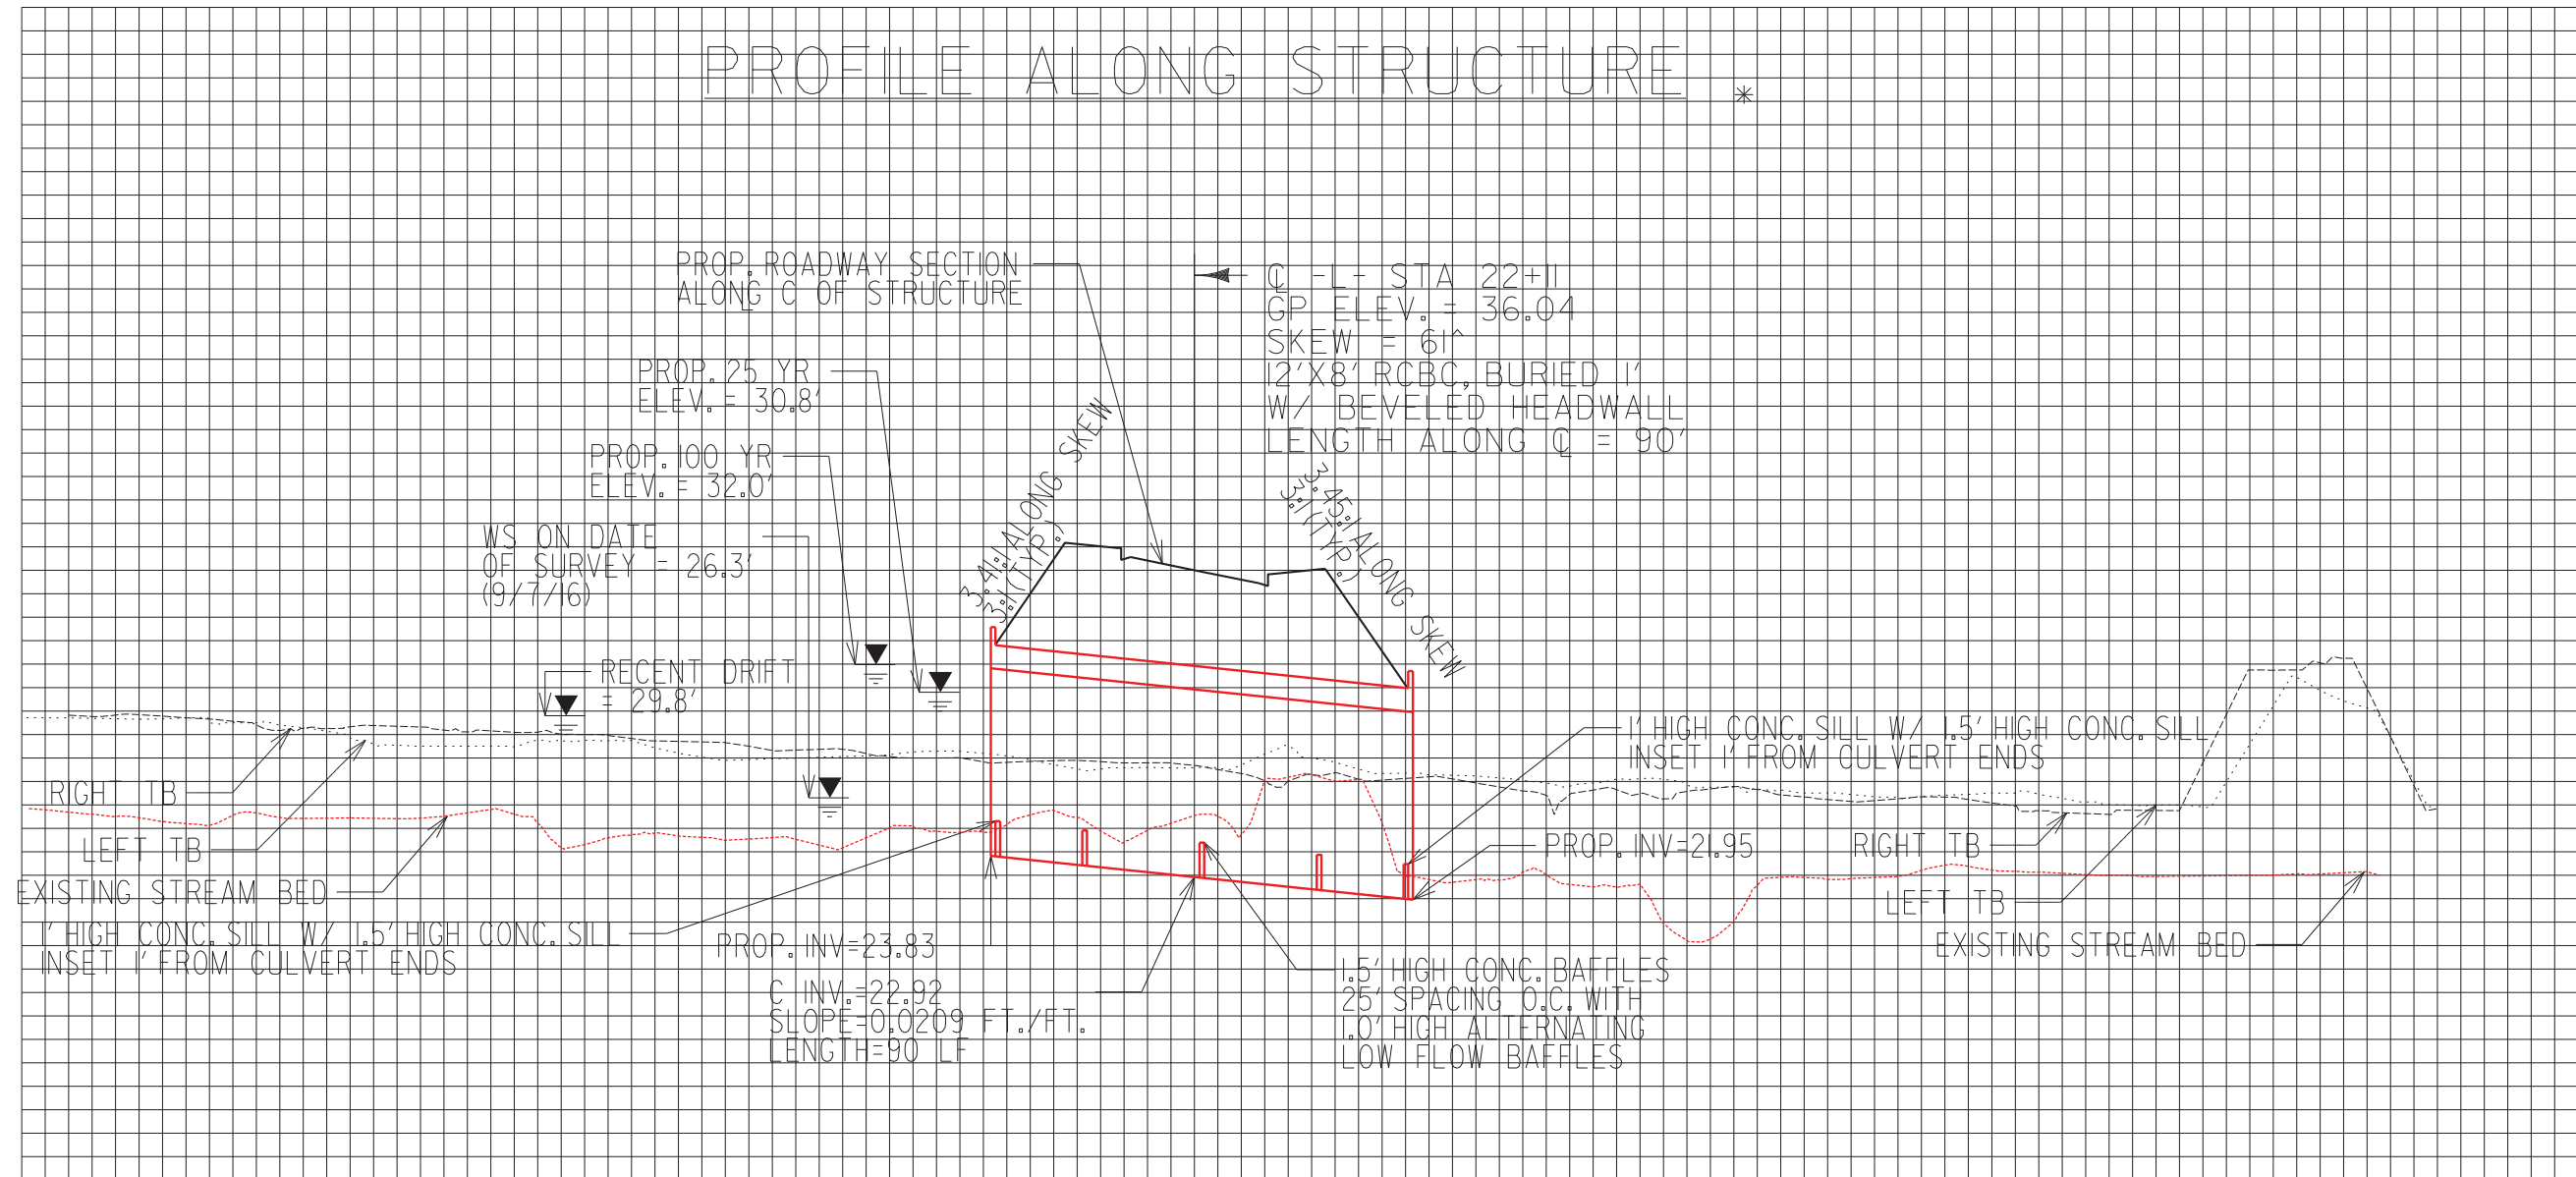 PROFILE ALONG STRUCTURE *
PROP. ROADWAY SECTION
ALONG ℄ OF STRUCTURE
℄ -L- STA 22+11
GP ELEV. = 36.04
SKEW = 61^
12'X8' RCBC, BURIED 1'
W/ BEVELED HEADWALL
LENGTH ALONG ℄ = 90'
PROP. 25 YR
ELEV. = 30.8'
PROP. 100 YR
ELEV. = 32.0'
WS ON DATE
OF SURVEY = 26.3'
(9/7/16)
3.41:1 ALONG SKEW
3:1 (TYP.)
3.45:1 ALONG SKEW
3:1 (TYP.)
RECENT DRIFT
= 29.8'
1' HIGH CONC. SILL W/ 1.5' HIGH CONC. SILL
INSET 1' FROM CULVERT ENDS
RIGHT TB
LEFT TB
EXISTING STREAM BED
1' HIGH CONC. SILL W/ 1.5' HIGH CONC. SILL
INSET 1' FROM CULVERT ENDS
PROP. INV=23.83
C INV.=22.92
SLOPE=0.0209 FT./FT.
LENGTH=90 LF
1.5' HIGH CONC. BAFFLES
25' SPACING O.C. WITH
1.0' HIGH ALTERNATING
LOW FLOW BAFFLES
PROP. INV=21.95
RIGHT TB
LEFT TB
EXISTING STREAM BED